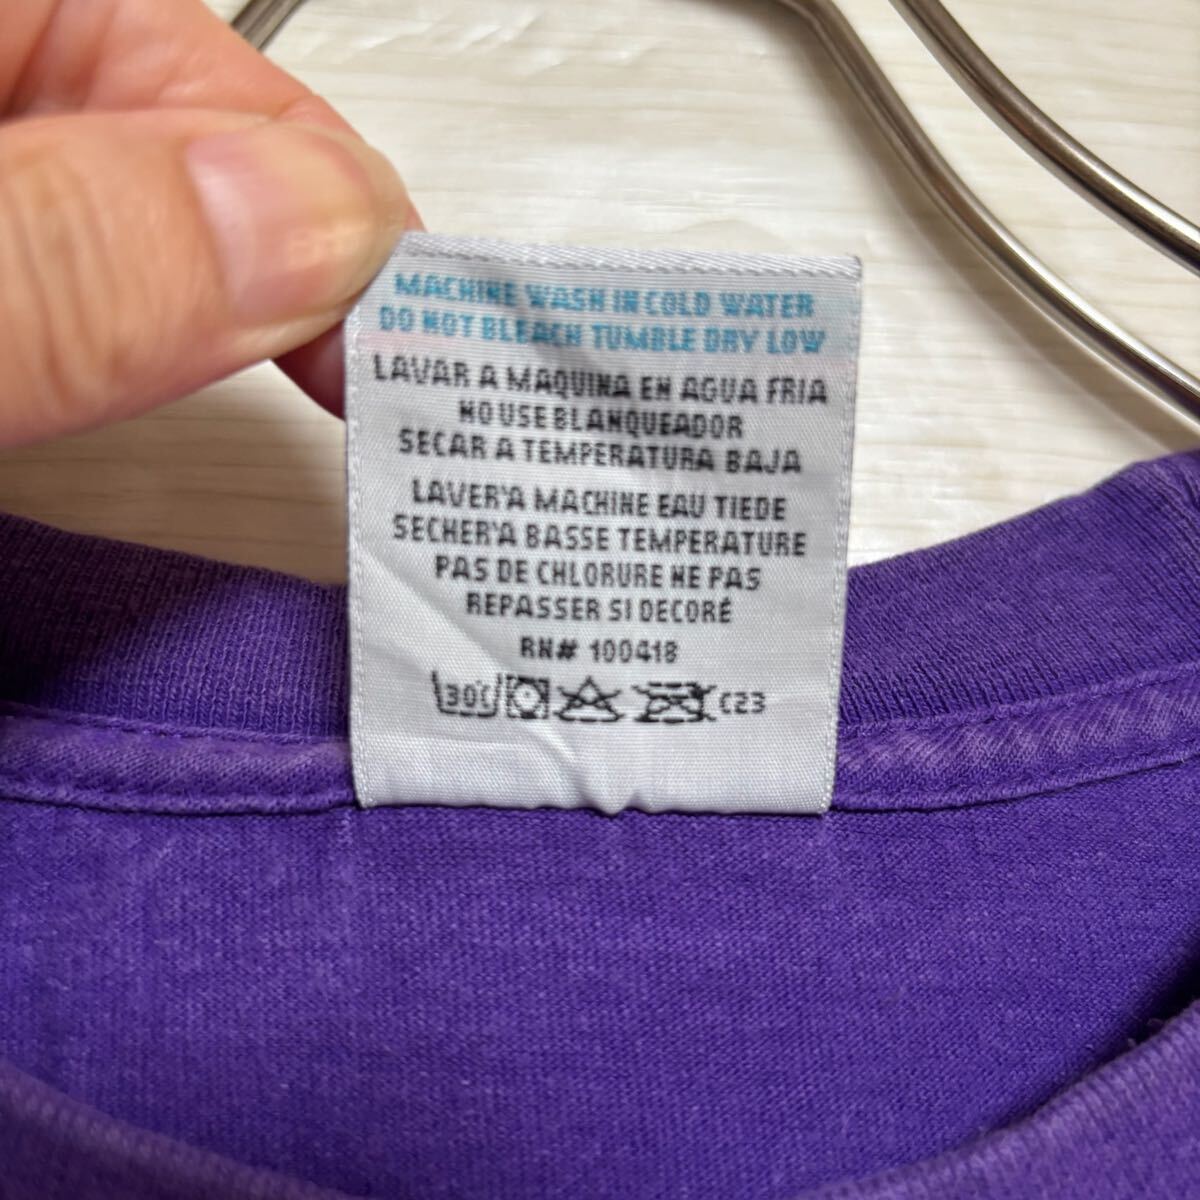 MACHINE WASH IN COLD WATER
DO NOT BLEACH TUMBLE DRY LOW
LAVAR A MAQUINA EN AGUA FRIA
NO USE BLANQUEADOR
SECAR A TEMPERATURA BAJA
LAVER'A MACHINE EAU TIEDE
SECHER'A BASSE TEMPERATURE
PAS DE CHLORURE NE PAS
REPASSER SI DECORÉ
RN# 100418
30°C C23